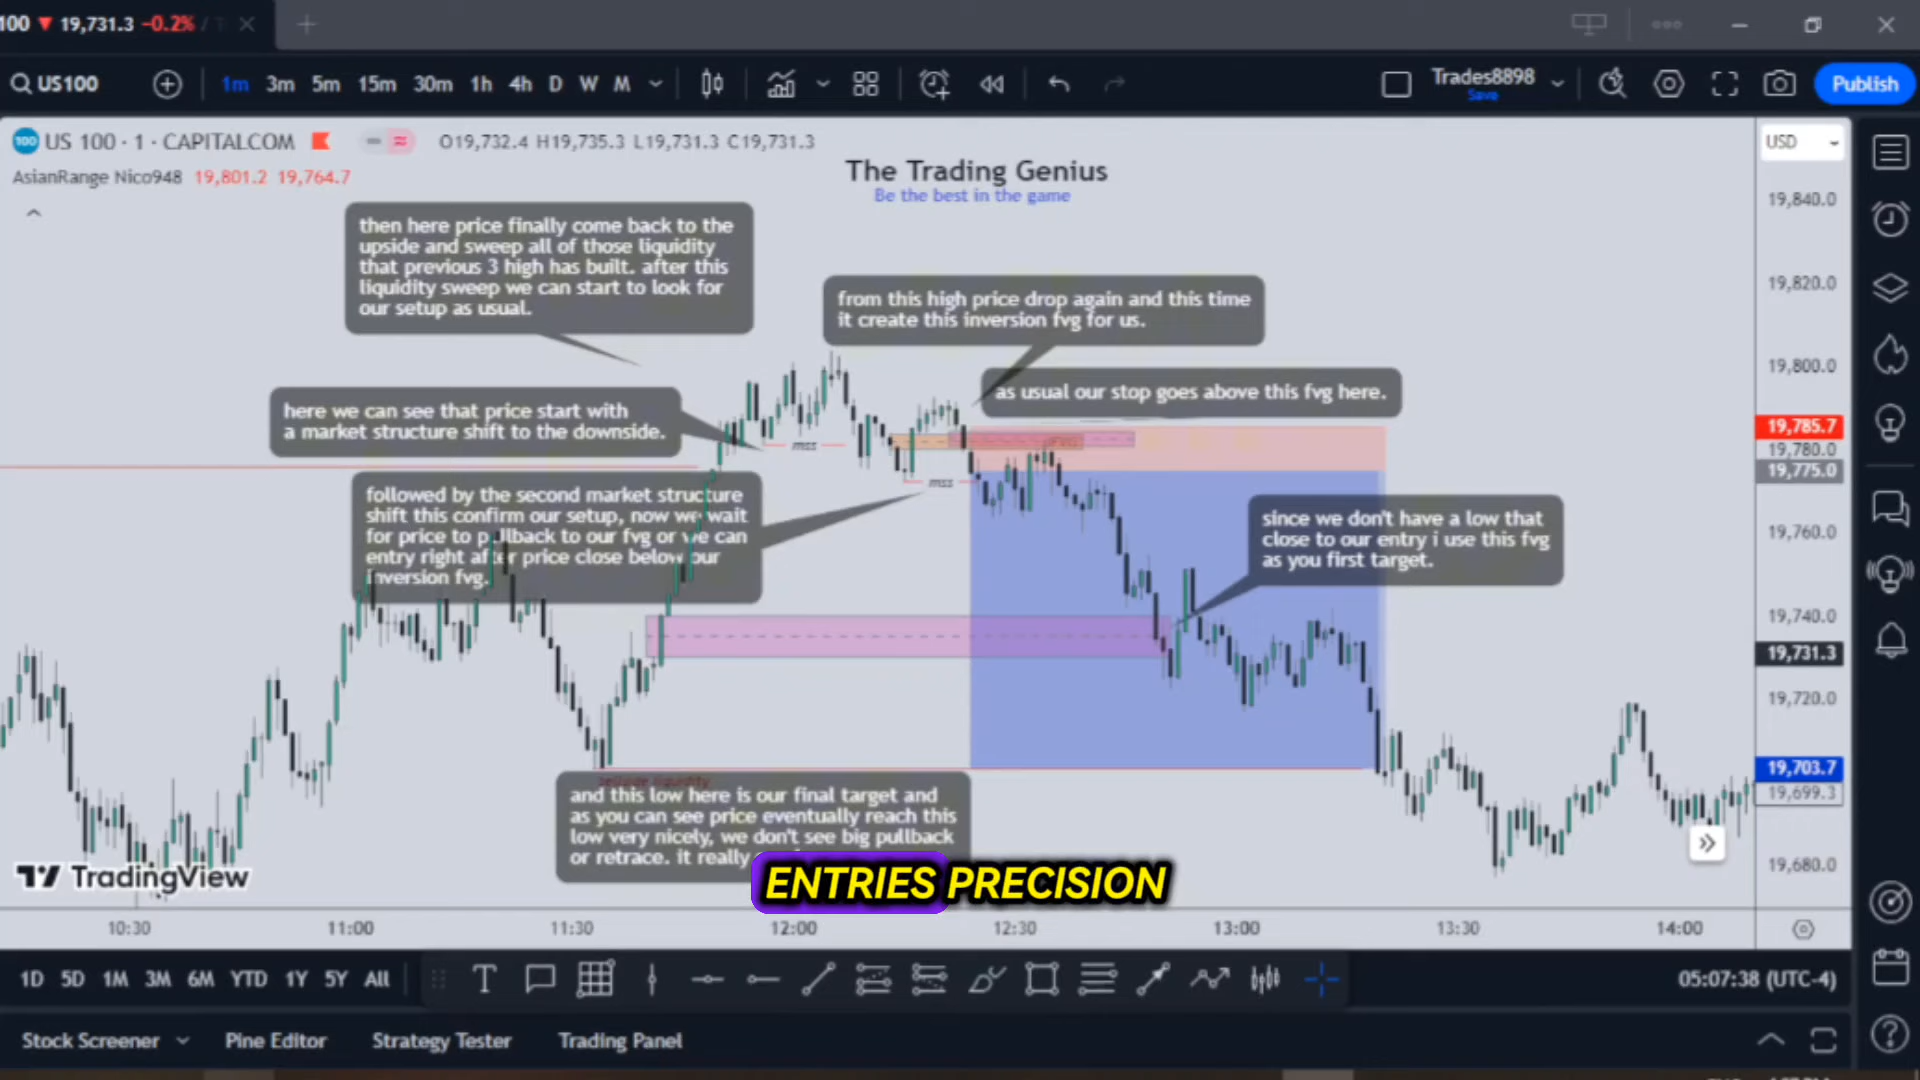 100 ▼ 19,731.3 −0.2% /
US100
1m 3m 5m 15m 30m 1h 4h D W M
Trades8898
Save
Publish
US 100 · 1 · CAPITALCOM
O19,732.4 H19,735.3 L19,731.3 C19,731.3
AsianRange Nico948 19,801.2 19,764.7
The Trading Genius
Be the best in the game
USD
then here price finally come back to the
upside and sweep all of those liquidity
that previous 3 high has built. after this
liquidity sweep we can start to look for
our setup as usual.
from this high price drop again and this time
it create this inversion fvg for us.
as usual our stop goes above this fvg here.
here we can see that price start with
a market structure shift to the downside.
mss
mss
followed by the second market structure
shift this confirm our setup, now we wait
for price to pullback to our fvg or we can
entry right after price close below our
inversion fvg.
since we don't have a low that
close to our entry i use this fvg
as you first target.
and this low here is our final target and
as you can see price eventually reach this
low very nicely, we don't see big pullback
or retrace. it really
ENTRIES PRECISION
19,840.0
19,820.0
19,800.0
19,785.7
19,780.0
19,775.0
19,760.0
19,740.0
19,731.3
19,720.0
19,703.7
19,699.3
19,680.0
TradingView
10:30 11:00 11:30 12:00 12:30 13:00 13:30 14:00
1D 5D 1M 3M 6M YTD 1Y 5Y All
05:07:38 (UTC-4)
Stock Screener Pine Editor Strategy Tester Trading Panel